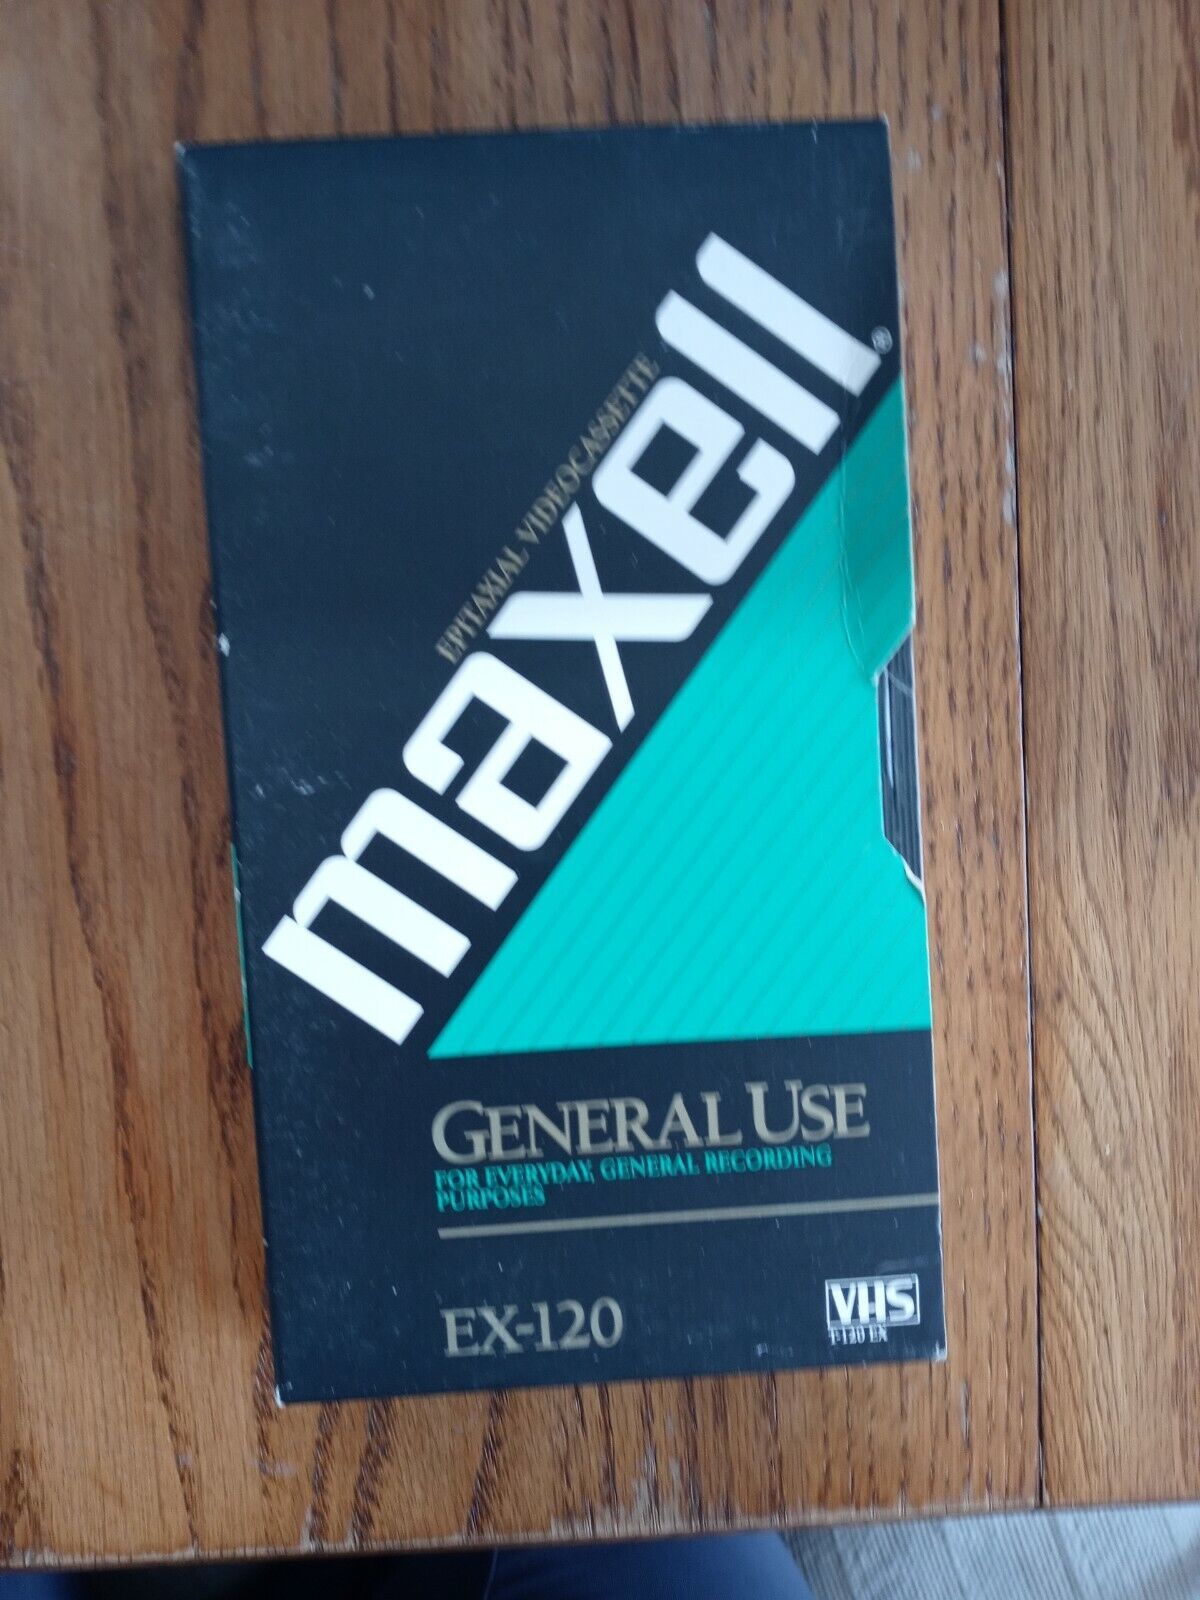 EPITAXIAL VIDEOCASSETTE
maxell®
GENERAL USE
FOR EVERYDAY, GENERAL RECORDING
PURPOSES
EX-120
VHS
T-120 EX